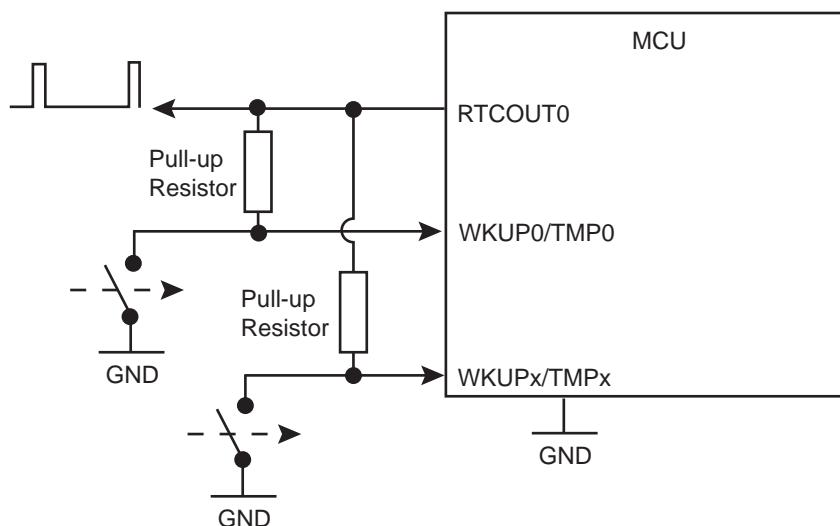 MCU
RTCOUT0
Pull-up
Resistor
WKUP0/TMP0
Pull-up
Resistor
GND
WKUPx/TMPx
GND
GND